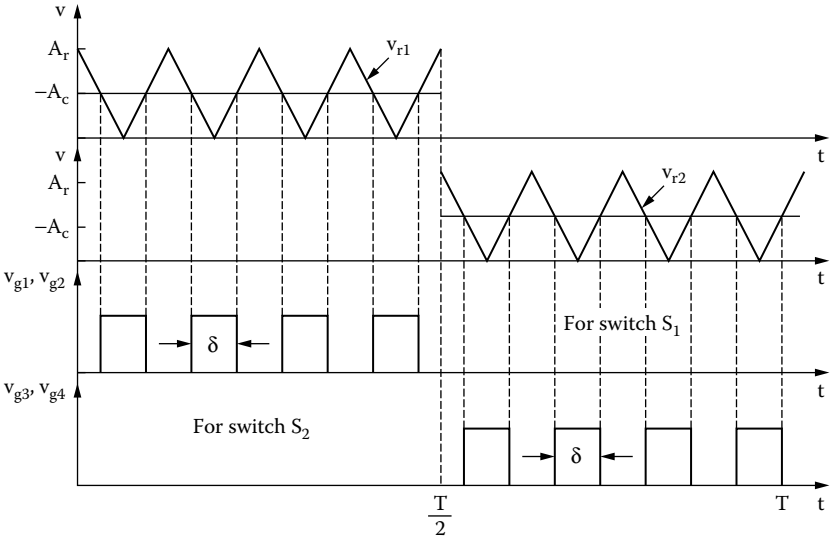 v
A_r
v_r1
−A_c
t
v
A_r
v_r2
−A_c
t
v_g1, v_g2
For switch S_1
δ
t
v_g3, v_g4
For switch S_2
δ
T/2
T
t